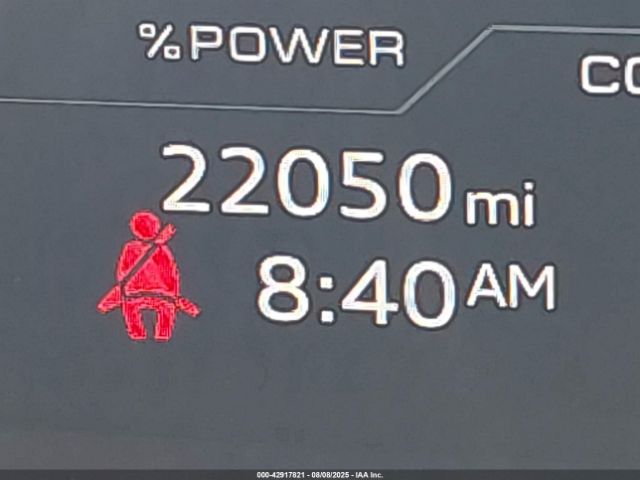 %POWER
CO
22050 mi
8:40 AM
000-42917821 - 08/08/2025 - IAA Inc.